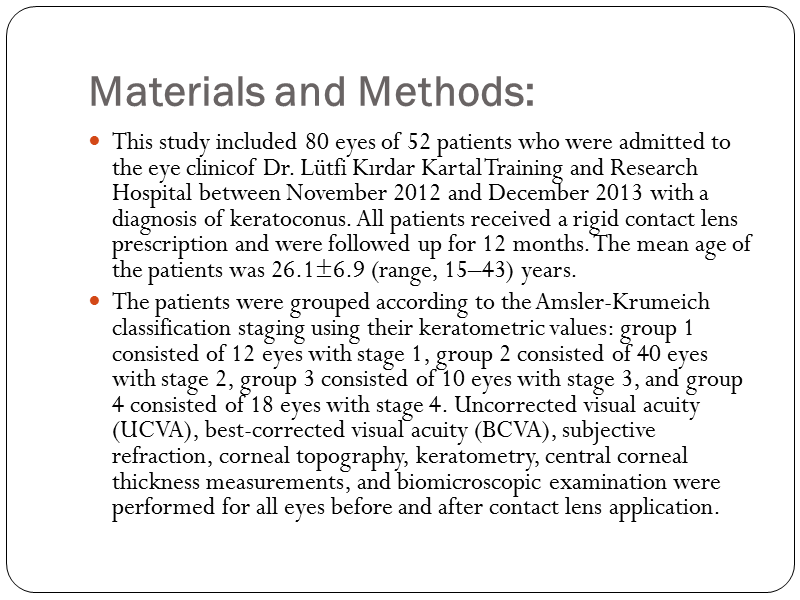 Materials and Methods:
• This study included 80 eyes of 52 patients who were admitted to
the eye clinicof Dr. Lütfi Kırdar Kartal Training and Research
Hospital between November 2012 and December 2013 with a
diagnosis of keratoconus. All patients received a rigid contact lens
prescription and were followed up for 12 months. The mean age of
the patients was 26.1±6.9 (range, 15–43) years.
• The patients were grouped according to the Amsler-Krumeich
classification staging using their keratometric values: group 1
consisted of 12 eyes with stage 1, group 2 consisted of 40 eyes
with stage 2, group 3 consisted of 10 eyes with stage 3, and group
4 consisted of 18 eyes with stage 4. Uncorrected visual acuity
(UCVA), best-corrected visual acuity (BCVA), subjective
refraction, corneal topography, keratometry, central corneal
thickness measurements, and biomicroscopic examination were
performed for all eyes before and after contact lens application.